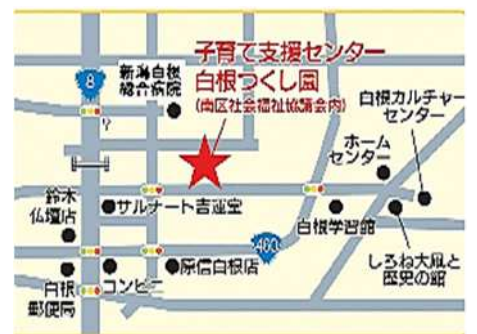 子育て支援センター
白根つくし園
(南区社会福祉協議会内)
8
新潟白根
総合病院
白根カルチャー
センター
ホーム
センター
鈴木
仏壇店
サルナート吉運堂
白根学習館
460
しろね大凧と
歴史の館
原信白根店
白根
郵便局
コンビニ